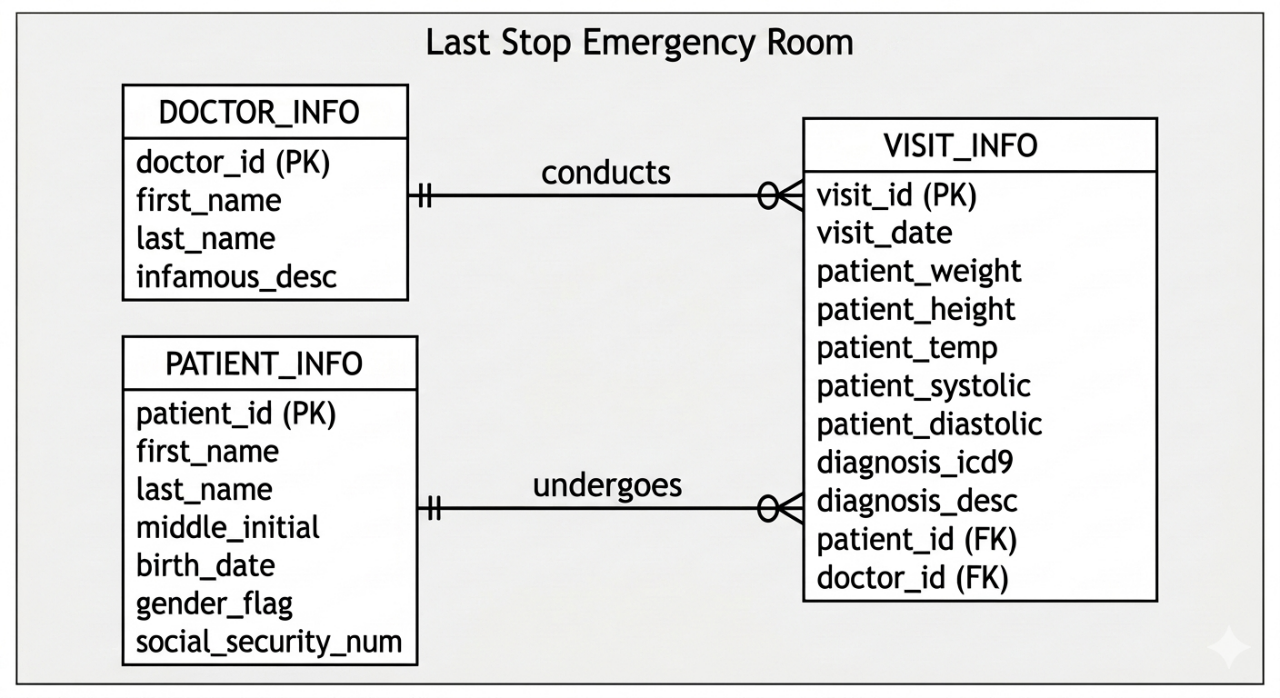 Last Stop Emergency Room
DOCTOR_INFO
doctor_id (PK)
first_name
last_name
infamous_desc
conducts
PATIENT_INFO
patient_id (PK)
first_name
last_name
middle_initial
birth_date
gender_flag
social_security_num
undergoes
VISIT_INFO
visit_id (PK)
visit_date
patient_weight
patient_height
patient_temp
patient_systolic
patient_diastolic
diagnosis_icd9
diagnosis_desc
patient_id (FK)
doctor_id (FK)